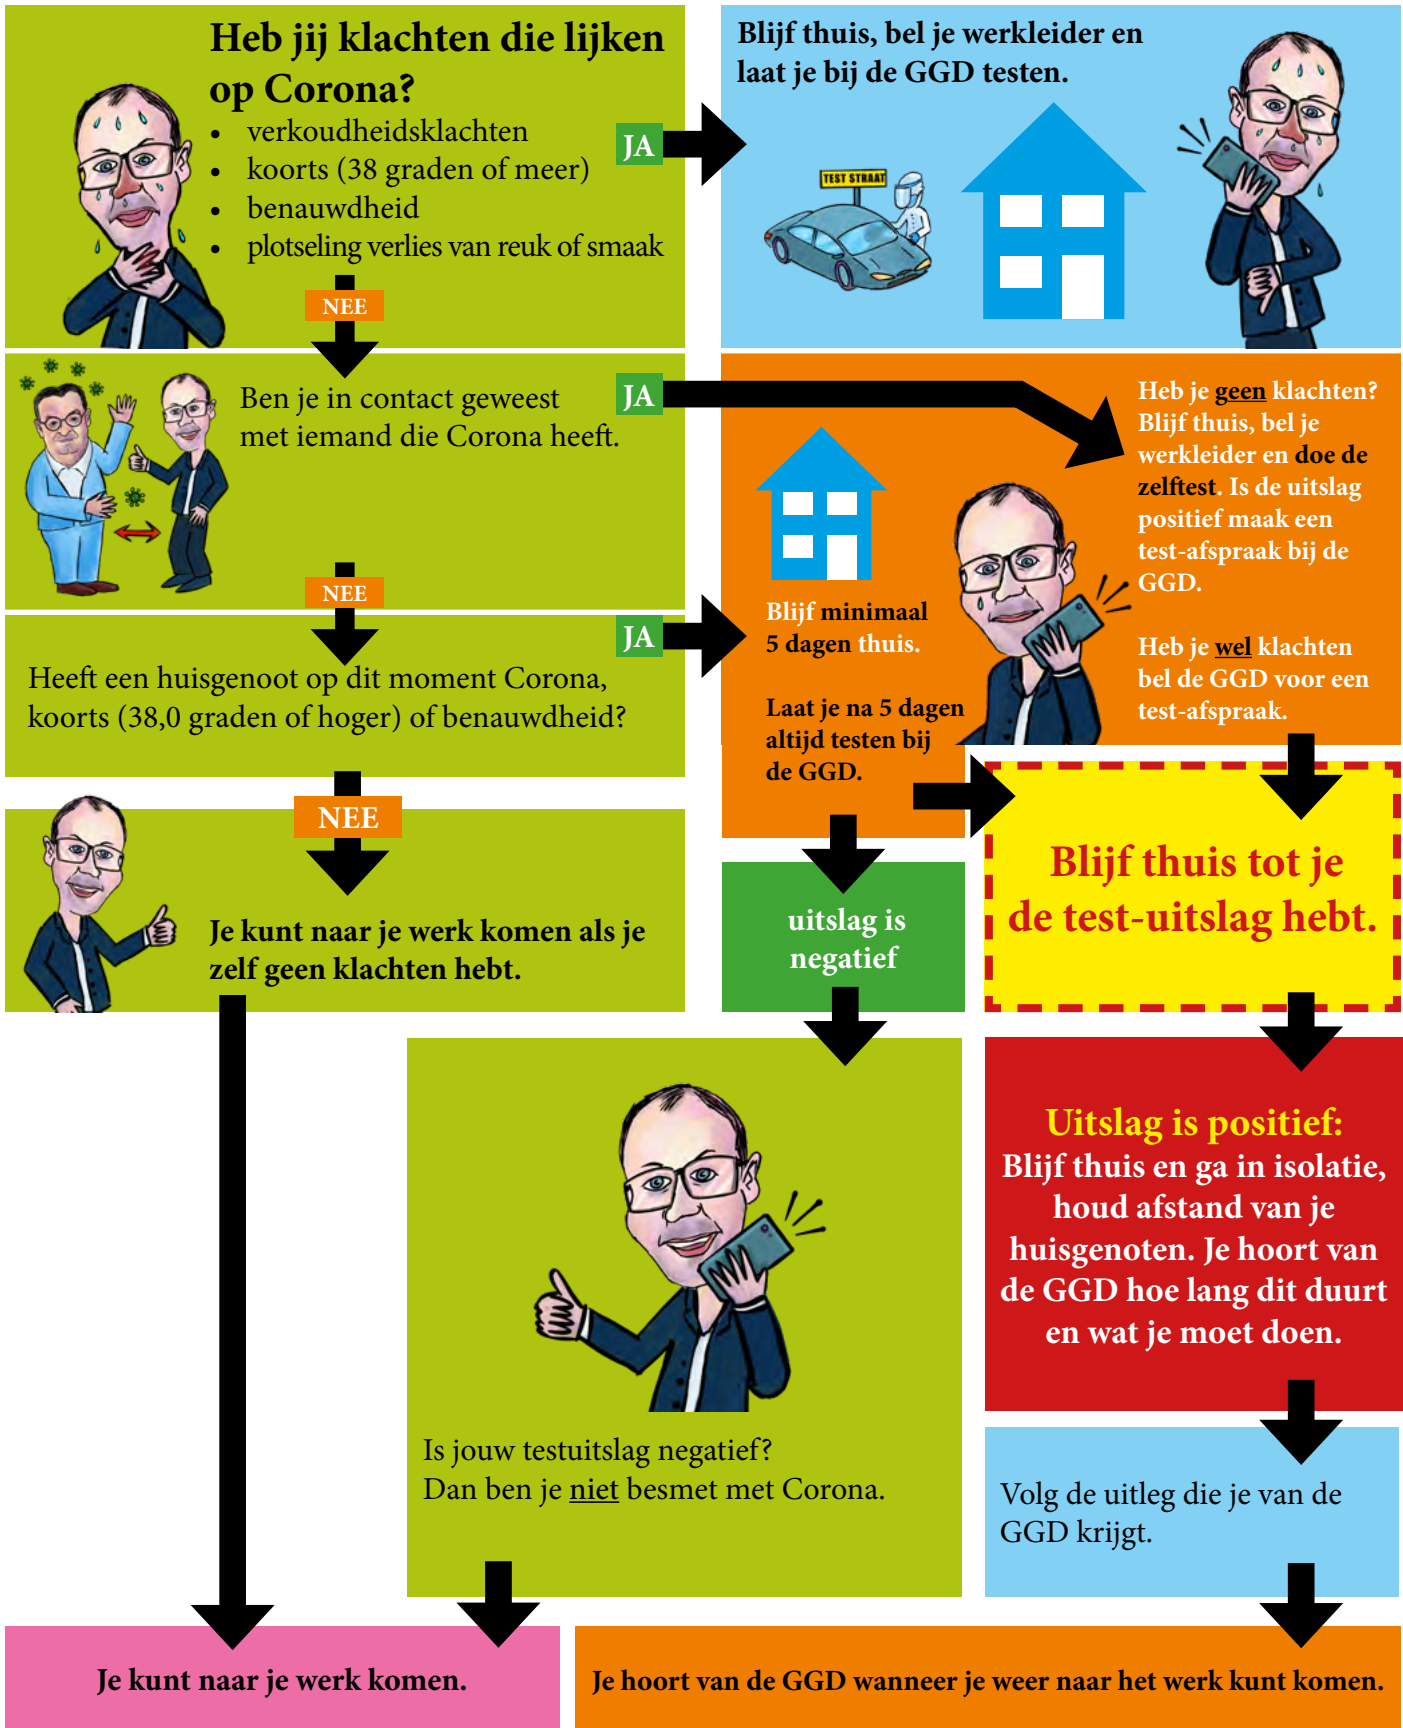 Heb jij klachten die lijken
op Corona?
• verkoudheidsklachten
• koorts (38 graden of meer)
• benauwdheid
• plotseling verlies van reuk of smaak
JA
NEE
Blijf thuis, bel je werkleider en
laat je bij de GGD testen.
TEST STRAAT
Ben je in contact geweest
met iemand die Corona heeft.
JA
NEE
Heb je geen klachten?
Blijf thuis, bel je
werkleider en doe de
zelftest. Is de uitslag
positief maak een
test-afspraak bij de
GGD.
Heb je wel klachten
bel de GGD voor een
test-afspraak.
Heeft een huisgenoot op dit moment Corona,
koorts (38,0 graden of hoger) of benauwdheid?
JA
NEE
Blijf minimaal
5 dagen thuis.
Laat je na 5 dagen
altijd testen bij
de GGD.
Je kunt naar je werk komen als je
zelf geen klachten hebt.
uitslag is
negatief
Blijf thuis tot je
de test-uitslag hebt.
Uitslag is positief:
Blijf thuis en ga in isolatie,
houd afstand van je
huisgenoten. Je hoort van
de GGD hoe lang dit duurt
en wat je moet doen.
Is jouw testuitslag negatief?
Dan ben je niet besmet met Corona.
Volg de uitleg die je van de
GGD krijgt.
Je kunt naar je werk komen.
Je hoort van de GGD wanneer je weer naar het werk kunt komen.